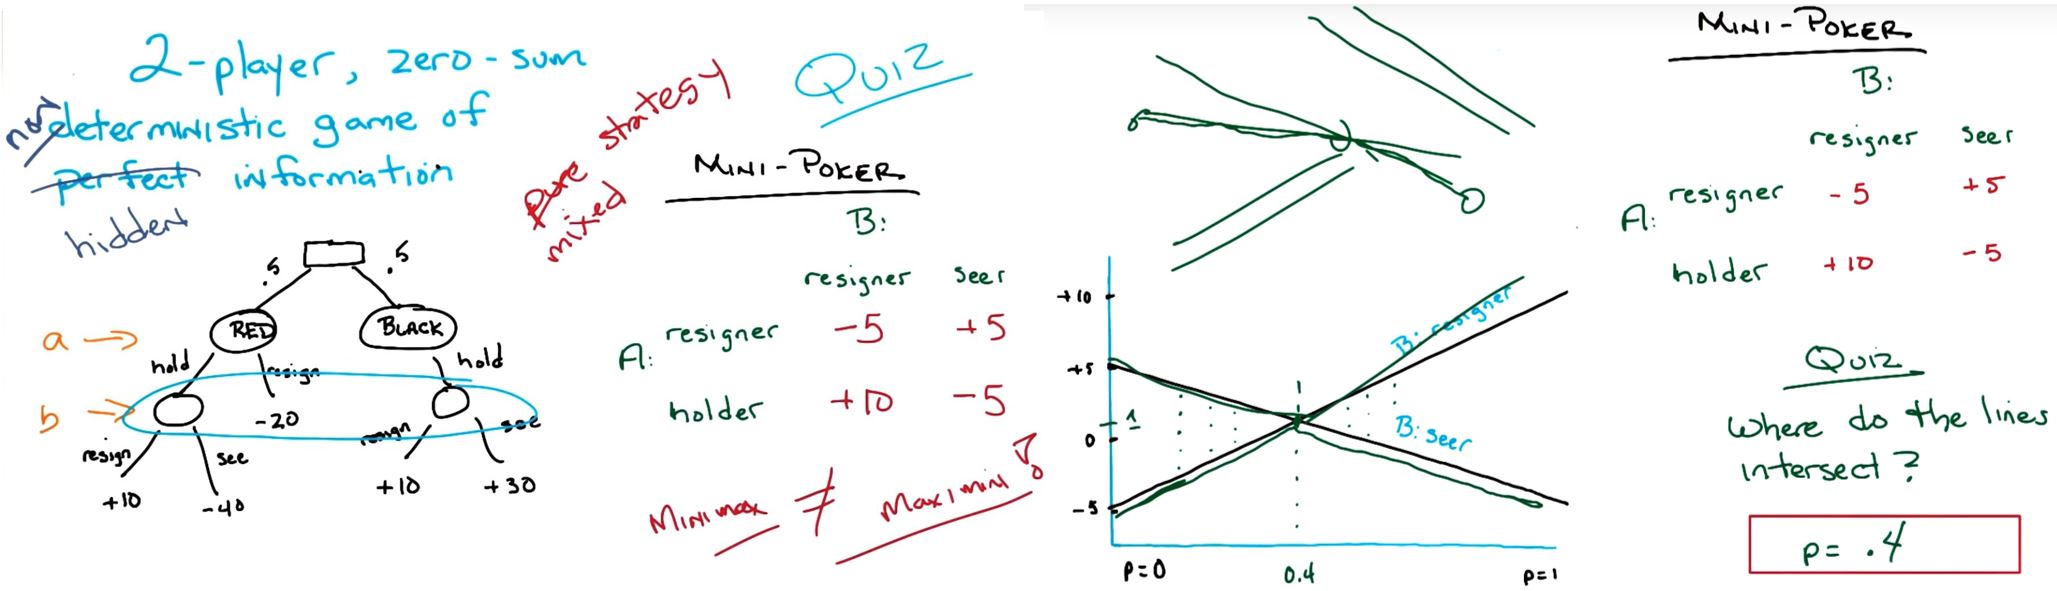 2-player, zero-sum
not
deterministic game of
perfect information
hidden
.5 .5
a → RED BLACK
hold resign hold
b ⇒
-20
resign see resign see
+10 -40 +10 +30
pure strategy
mixed
Quiz
Mini-Poker
B:
resigner seer
A: resigner -5 +5
holder +10 -5
Minimax ≠ Maximin!
+10
+5
1
0
-5
B: resigner
B: seer
p=0 0.4 p=1
Mini-Poker
B:
resigner seer
A: resigner -5 +5
holder +10 -5
Quiz
Where do the lines
intersect?
p= .4